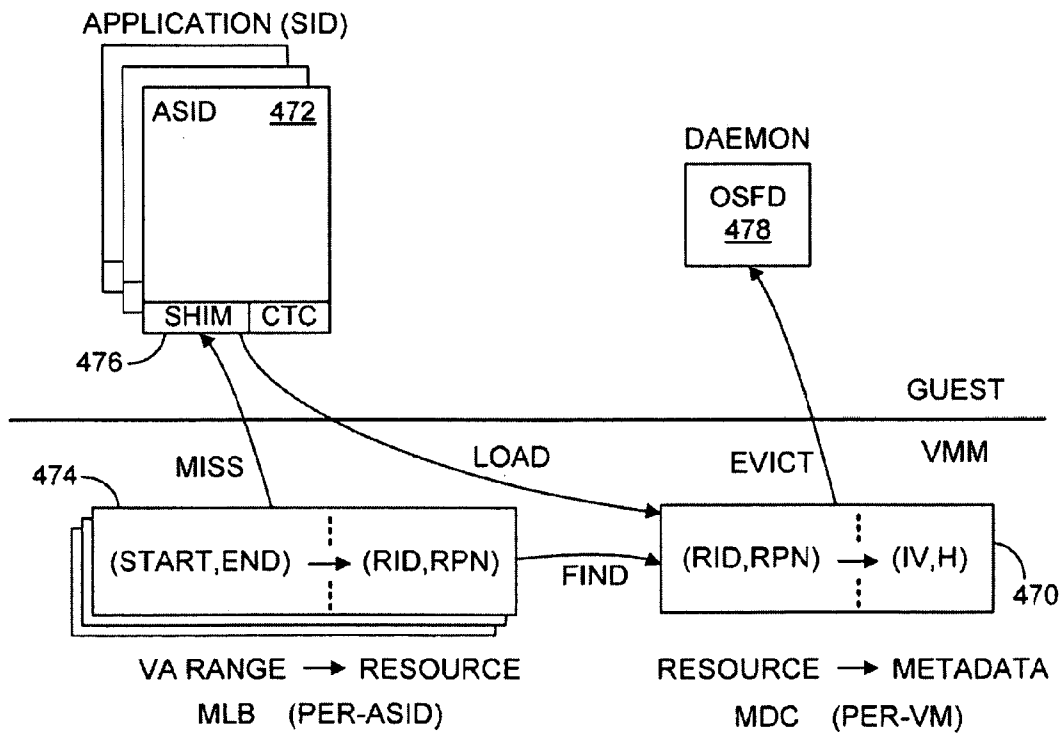 APPLICATION (SID)
ASID 472
DAEMON
OSFD
478
SHIM CTC
476
GUEST
VMM
MISS
LOAD
EVICT
474
(START,END) → (RID,RPN)
FIND
(RID,RPN) → (IV,H)
470
VA RANGE → RESOURCE
MLB (PER-ASID)
RESOURCE → METADATA
MDC (PER-VM)